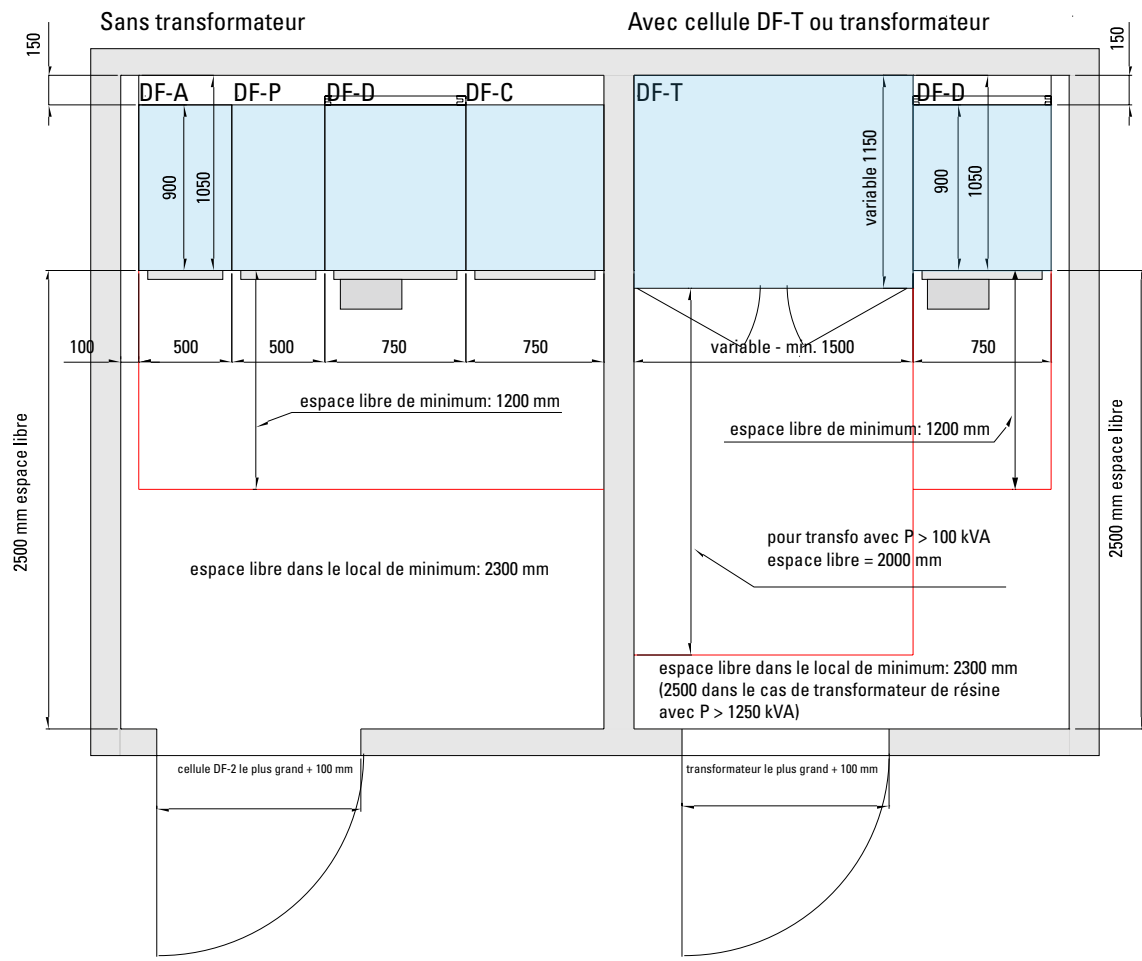 Sans transformateur
Avec cellule DF-T ou transformateur
150
150
DF-A
DF-P
DF-D
DF-C
DF-T
DF-D
900
1050
variable 1150
900
1050
100
500
500
750
750
variable - min. 1500
750
espace libre de minimum: 1200 mm
espace libre de minimum: 1200 mm
2500 mm espace libre
2500 mm espace libre
pour transfo avec P > 100 kVA
espace libre = 2000 mm
espace libre dans le local de minimum: 2300 mm
espace libre dans le local de minimum: 2300 mm
(2500 dans le cas de transformateur de résine
avec P > 1250 kVA)
cellule DF-2 le plus grand + 100 mm
transformateur le plus grand + 100 mm